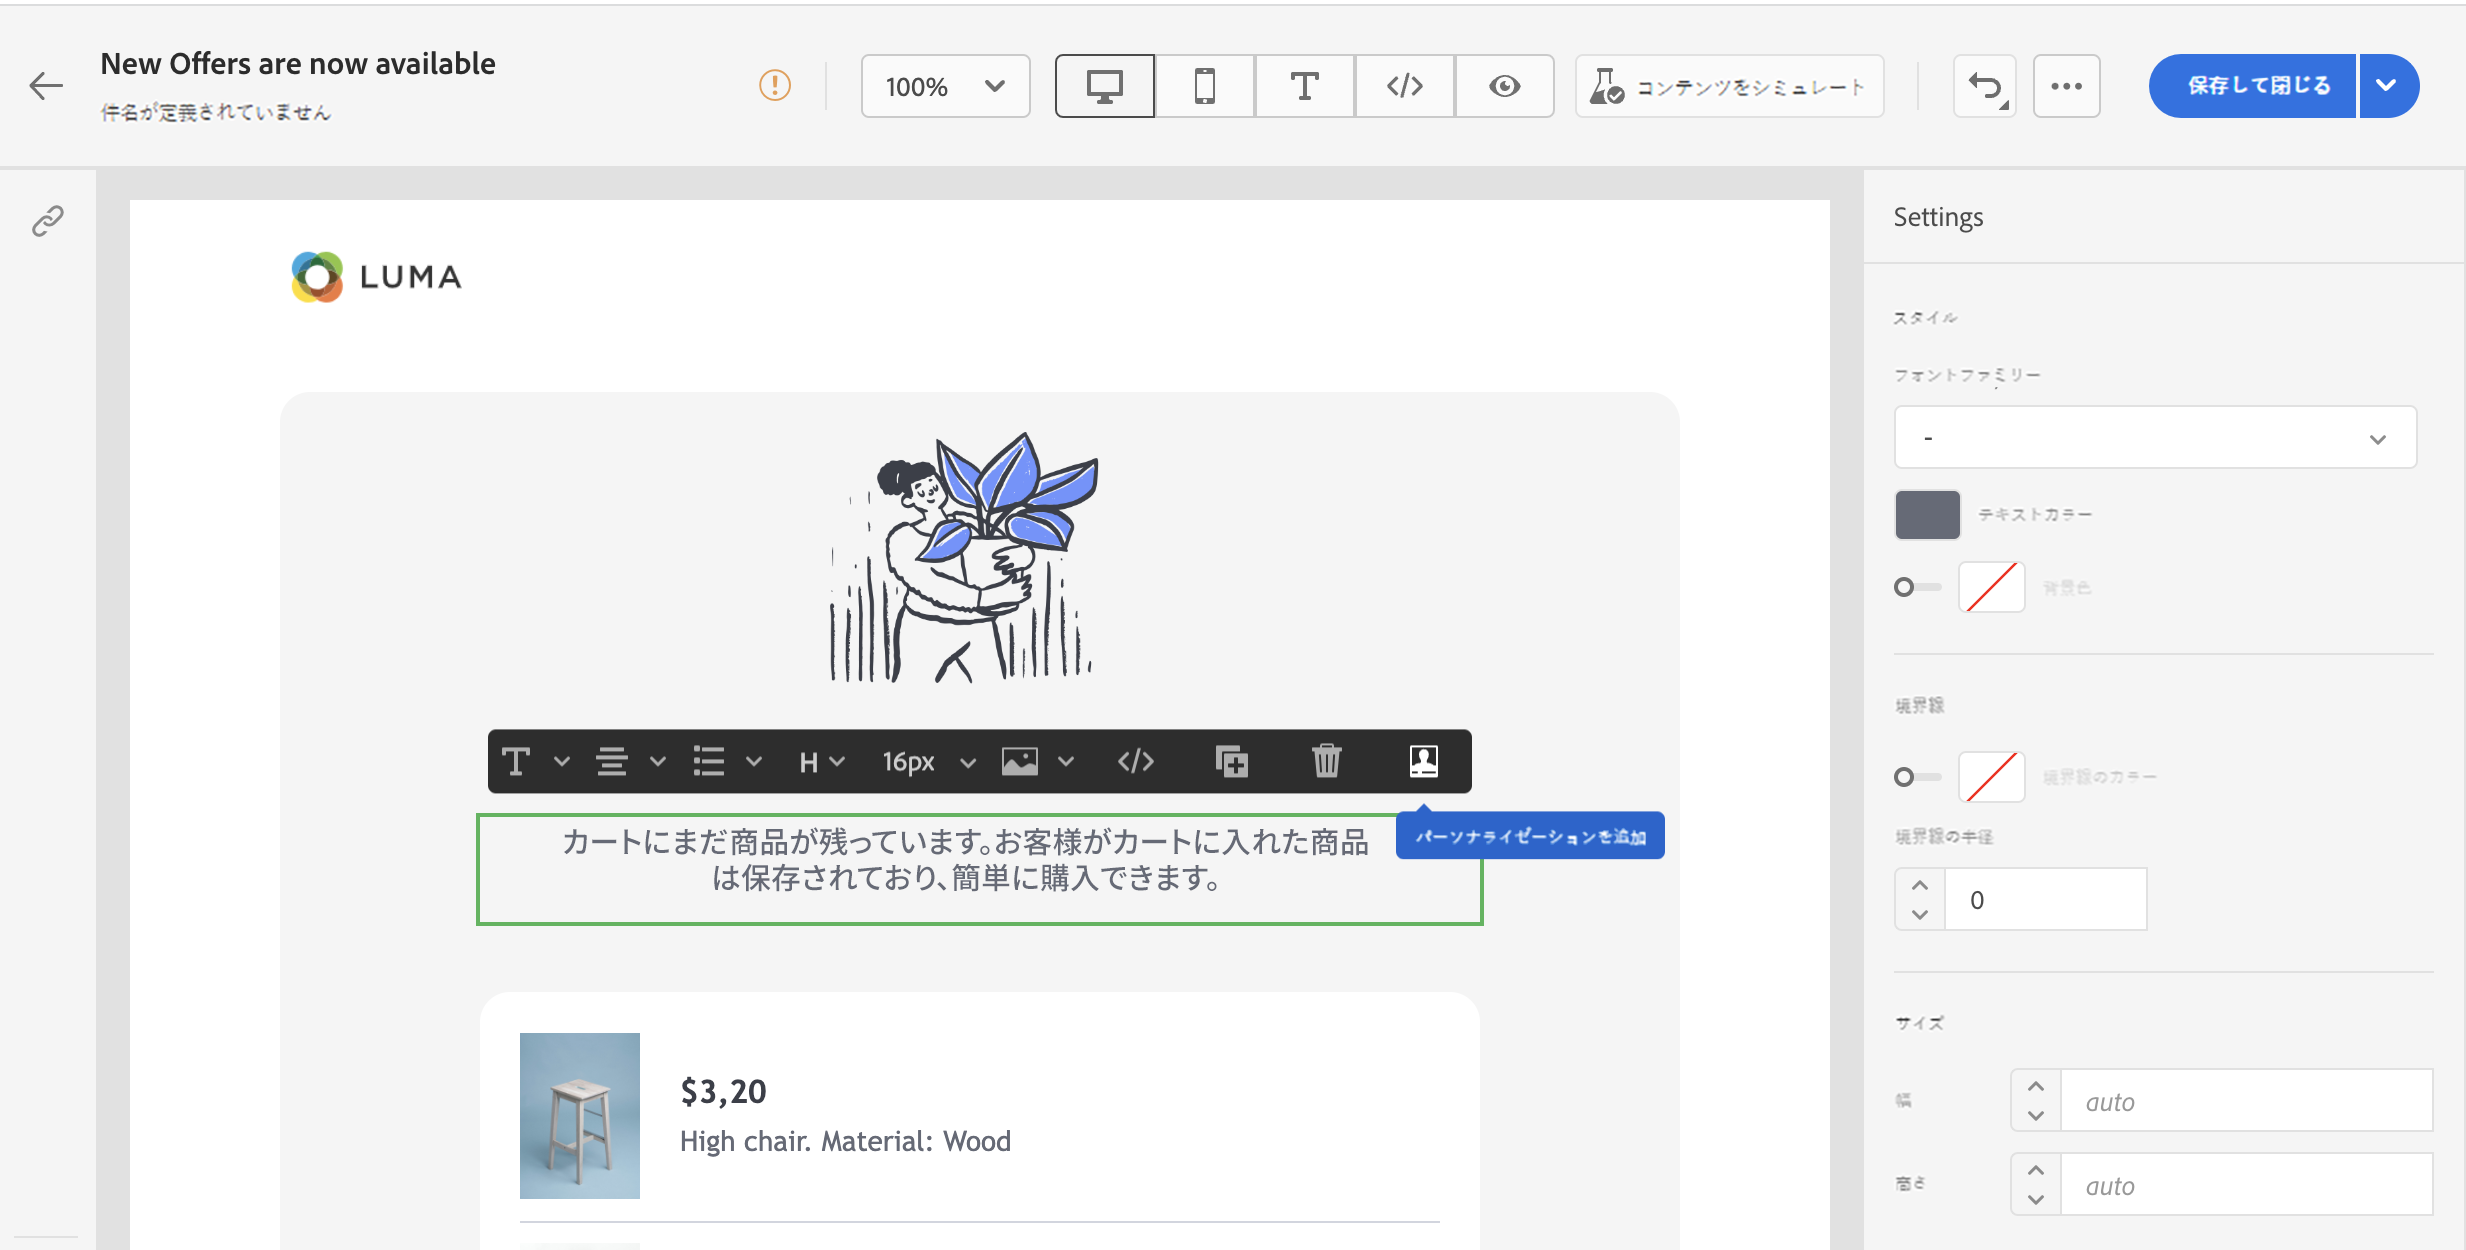 New Offers are now available
件名が定義されていません
100%
コンテンツをシミュレート
保存して閉じる
LUMA
Settings
スタイル
フォントファミリー
-
テキストカラー
背景色
境界線
境界線のカラー
境界線の半径
0
サイズ
幅
auto
高さ
auto
H
16px
パーソナライゼーションを追加
カートにまだ商品が残っています。お客様がカートに入れた商品
は保存されており、簡単に購入できます。
$3,20
High chair. Material: Wood